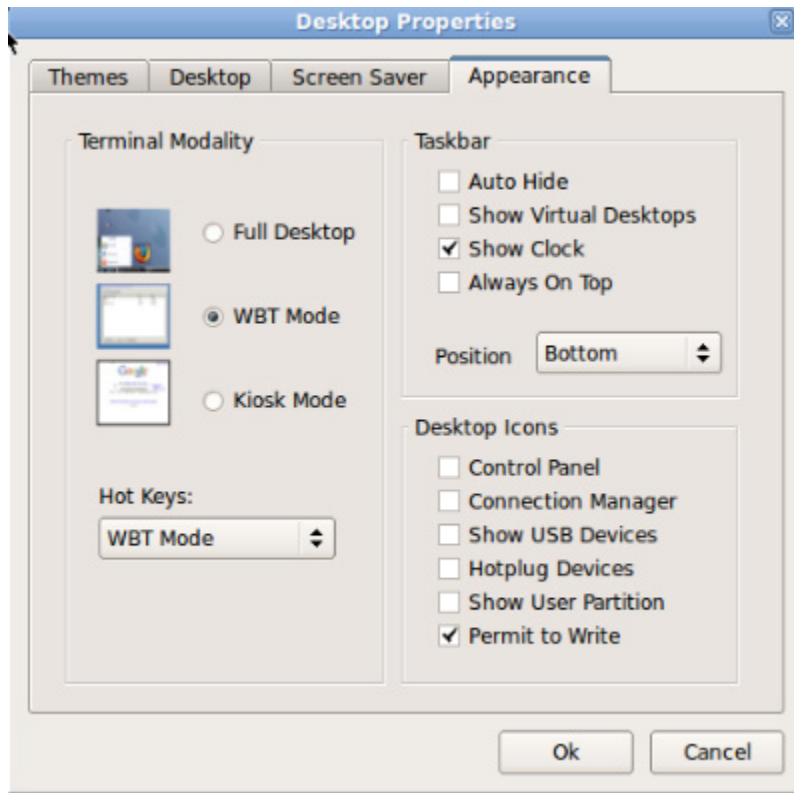 Desktop Properties
Themes
Desktop
Screen Saver
Appearance
Terminal Modality
Full Desktop
WBT Mode
Google
Kiosk Mode
Hot Keys:
WBT Mode
Taskbar
Auto Hide
Show Virtual Desktops
Show Clock
Always On Top
Position
Bottom
Desktop Icons
Control Panel
Connection Manager
Show USB Devices
Hotplug Devices
Show User Partition
Permit to Write
Ok
Cancel